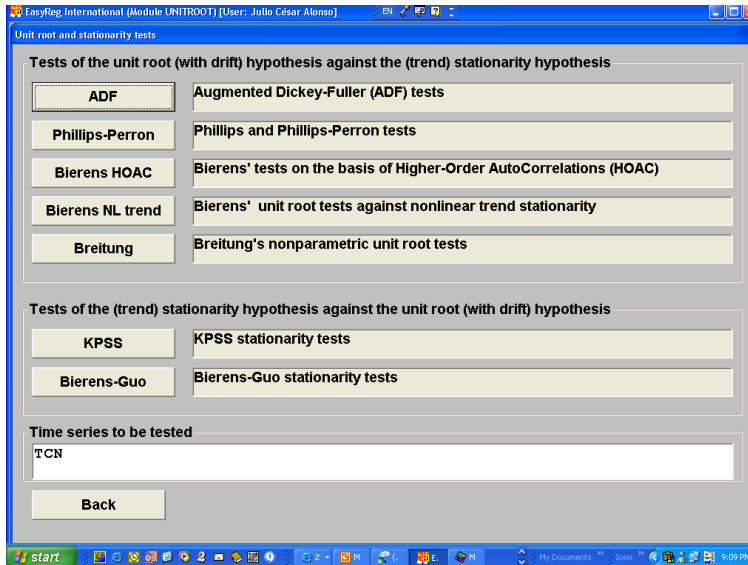 EasyReg International (Module UNITROOT) [User: Julio César Alonso]
EN
Unit root and stationarity tests
Tests of the unit root (with drift) hypothesis against the (trend) stationarity hypothesis
ADF
Augmented Dickey-Fuller (ADF) tests
Phillips-Perron
Phillips and Phillips-Perron tests
Bierens HOAC
Bierens' tests on the basis of Higher-Order AutoCorrelations (HOAC)
Bierens NL trend
Bierens'  unit root tests against nonlinear trend stationarity
Breitung
Breitung's nonparametric unit root tests
Tests of the (trend) stationarity hypothesis against the unit root (with drift) hypothesis
KPSS
KPSS stationarity tests
Bierens-Guo
Bierens-Guo stationarity tests
Time series to be tested
TCN
Back
start
2
M
(.
E.
M
My Documents
Icesi
9:09 PM